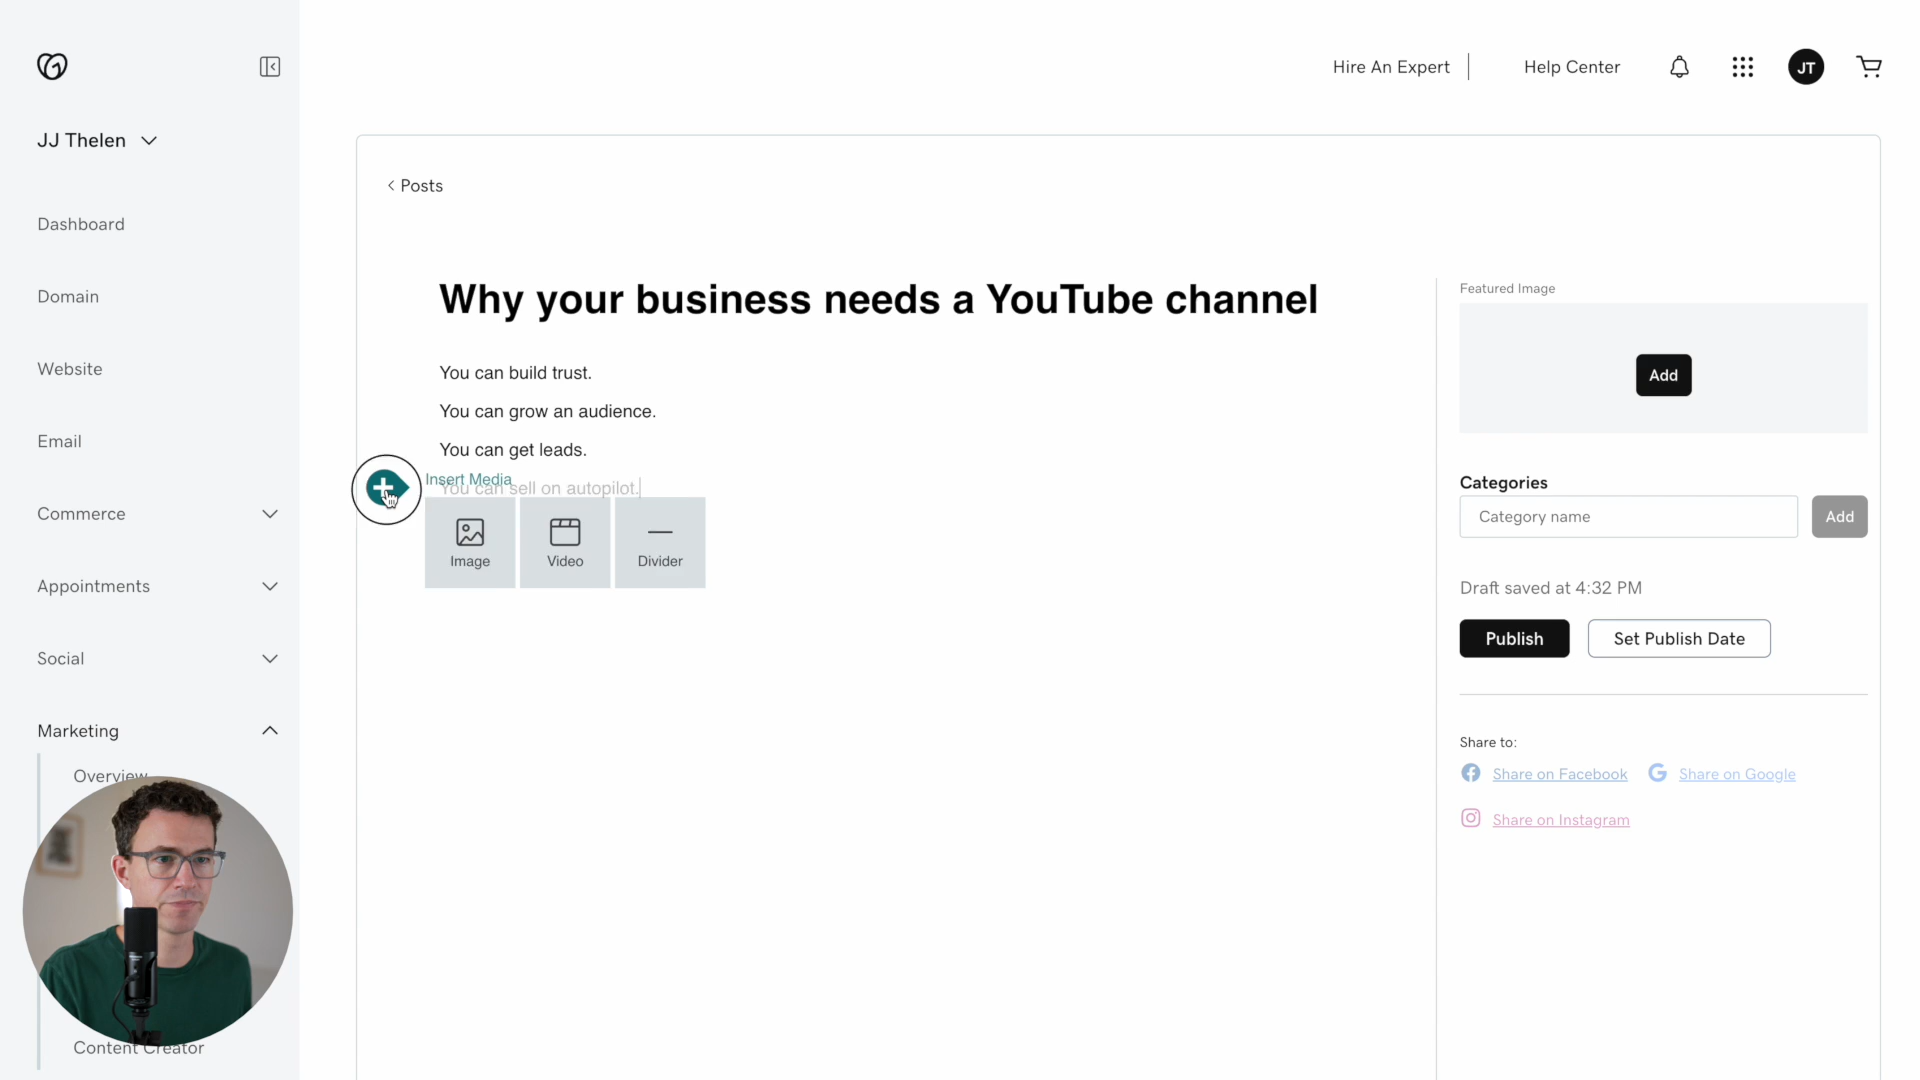 Hire An Expert
Help Center
JT
JJ Thelen
Dashboard
Domain
Website
Email
Commerce
Appointments
Social
Marketing
Overview
Content Creator
Posts
Why your business needs a YouTube channel
You can build trust.
You can grow an audience.
You can get leads.
Insert Media
You can sell on autopilot.
Image
Video
Divider
Featured Image
Add
Categories
Category name
Add
Draft saved at 4:32 PM
Publish
Set Publish Date
Share to:
Share on Facebook
Share on Google
Share on Instagram